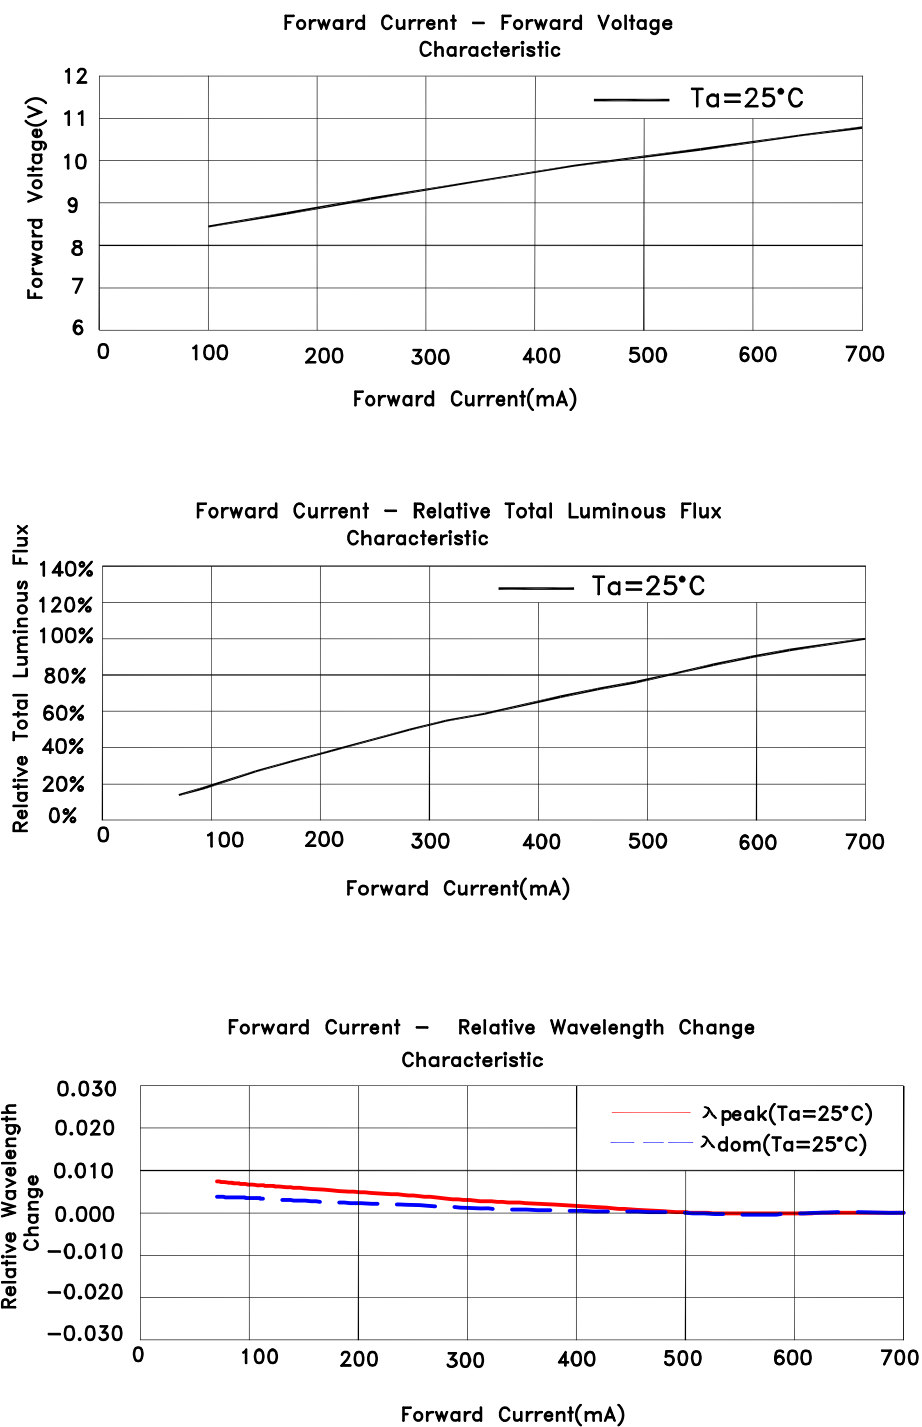 Forward Current – Forward Voltage
Characteristic
Forward Voltage(V)
12
11
10
9
8
7
6
Ta=25°C
0 100 200 300 400 500 600 700
Forward Current(mA)
Forward Current – Relative Total Luminous Flux
Characteristic
Relative Total Luminous Flux
140%
120%
100%
80%
60%
40%
20%
0%
Ta=25°C
0 100 200 300 400 500 600 700
Forward Current(mA)
Forward Current – Relative Wavelength Change
Characteristic
Relative Wavelength
Change
0.030
0.020
0.010
0.000
−0.010
−0.020
−0.030
λpeak(Ta=25°C)
λdom(Ta=25°C)
0 100 200 300 400 500 600 700
Forward Current(mA)